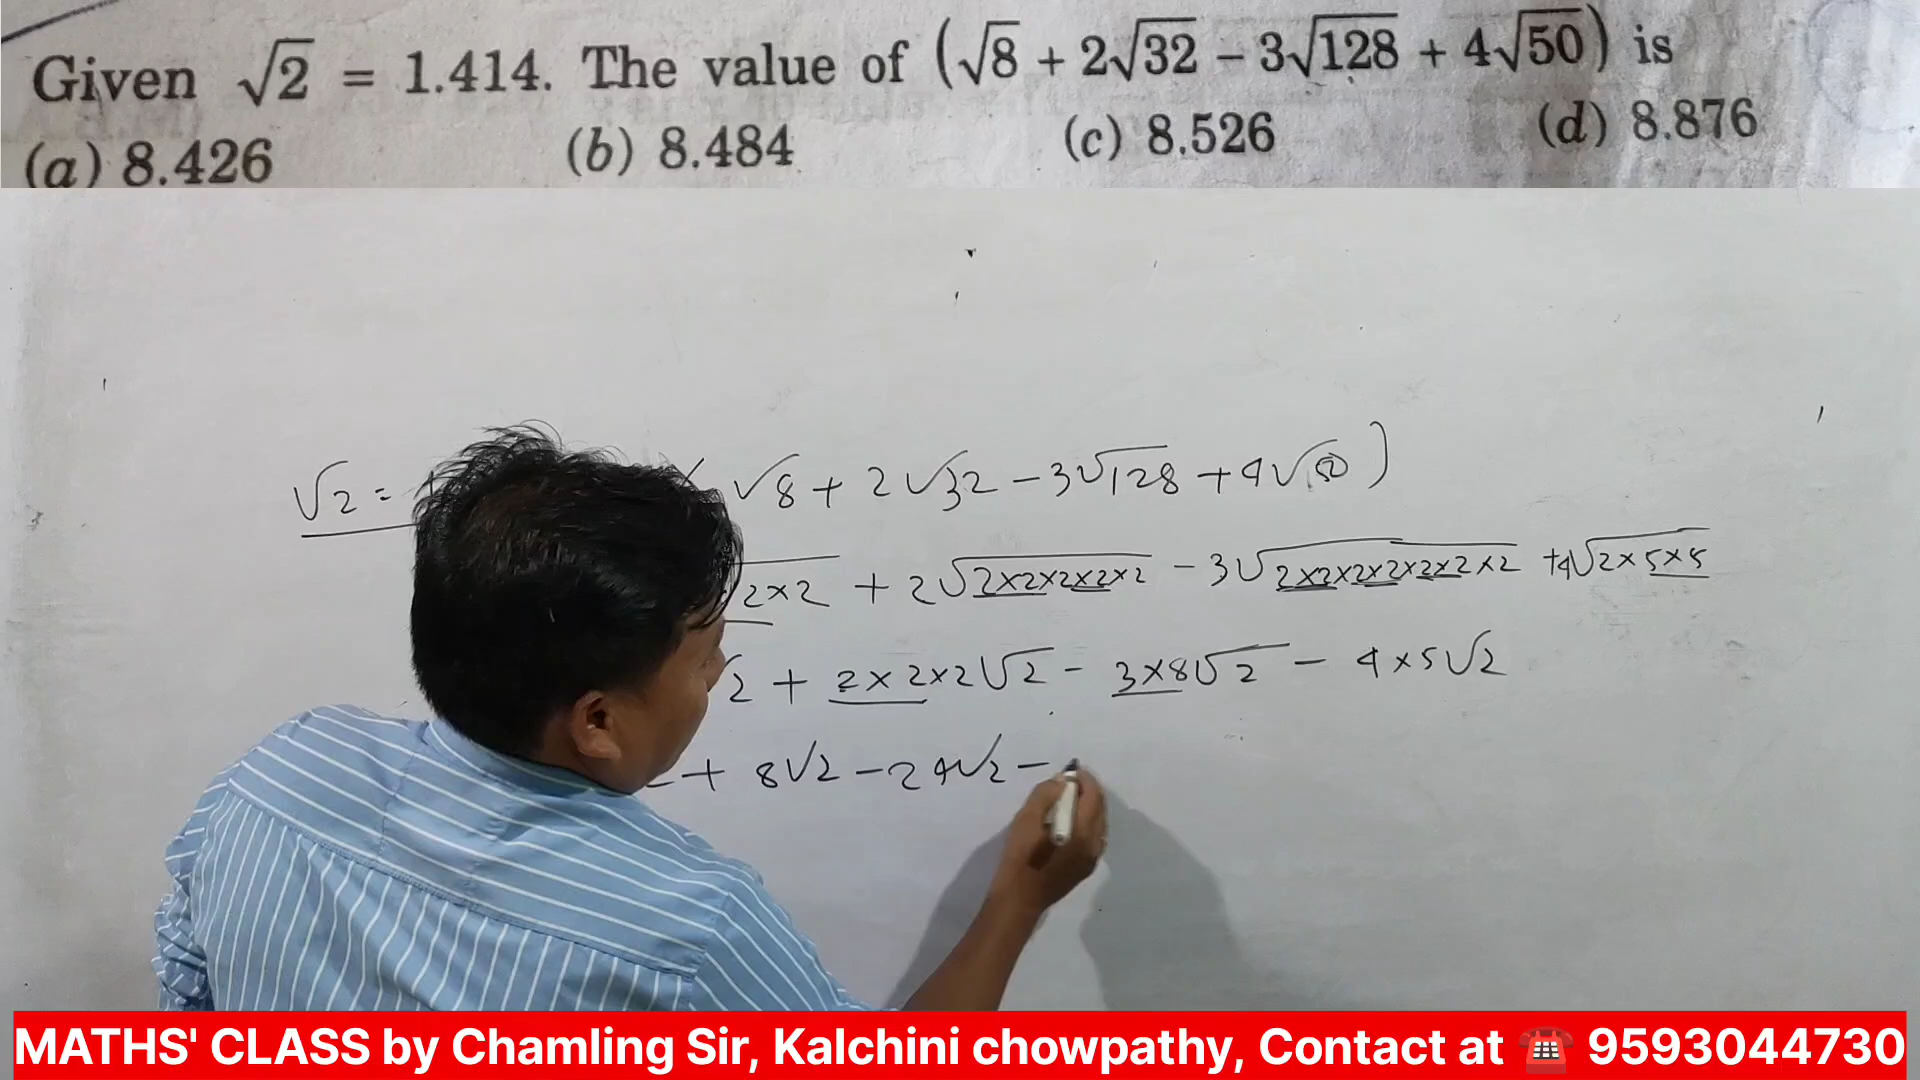 Given √2 = 1.414. The value of (√8 + 2√32 − 3√128 + 4√50) is
(a) 8.426 (b) 8.484 (c) 8.526 (d) 8.876
√2 = √8 + 2√32 − 3√128 + 4√50 )
2×2 + 2√2×2×2×2×2 − 3√2×2×2×2×2×2×2 + 4√2×5×5
√2 + 2×2×2√2 − 3×8√2 − 4×5√2
+ 8√2 − 24√2 −
MATHS' CLASS by Chamling Sir, Kalchini chowpathy, Contact at ☎ 9593044730